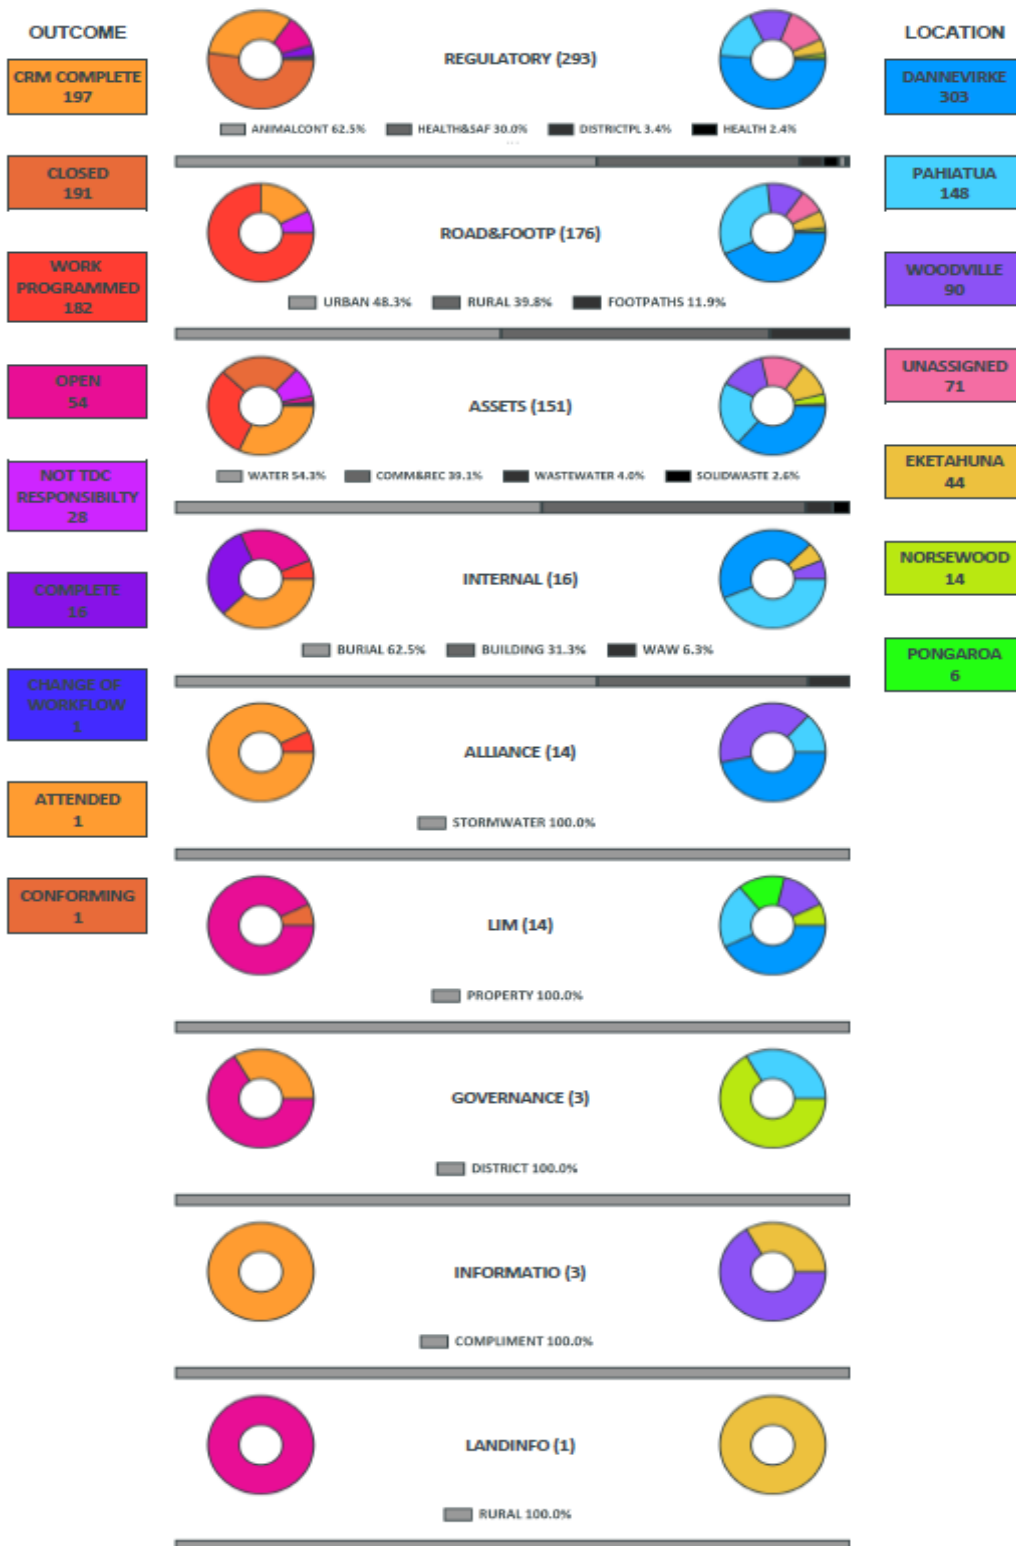 OUTCOME
CRM COMPLETE
197
CLOSED
191
WORK
PROGRAMMED
182
OPEN
54
NOT TDC
RESPONSIBILTY
28
COMPLETE
16
CHANGE OF
WORKFLOW
1
ATTENDED
1
CONFORMING
1
REGULATORY (293)
ANIMALCONT 62.5% HEALTH&SAF 30.0% DISTRICTPL 3.4% HEALTH 2.4%
...
ROAD&FOOTP (176)
URBAN 48.3% RURAL 39.8% FOOTPATHS 11.9%
ASSETS (151)
WATER 54.3% COMM&REC 39.1% WASTEWATER 4.0% SOLIDWASTE 2.6%
INTERNAL (16)
BURIAL 62.5% BUILDING 31.3% WAW 6.3%
ALLIANCE (14)
STORMWATER 100.0%
LIM (14)
PROPERTY 100.0%
GOVERNANCE (3)
DISTRICT 100.0%
INFORMATIO (3)
COMPLIMENT 100.0%
LANDINFO (1)
RURAL 100.0%
LOCATION
DANNEVIRKE
303
PAHIATUA
148
WOODVILLE
90
UNASSIGNED
71
EKETAHUNA
44
NORSEWOOD
14
PONGAROA
6